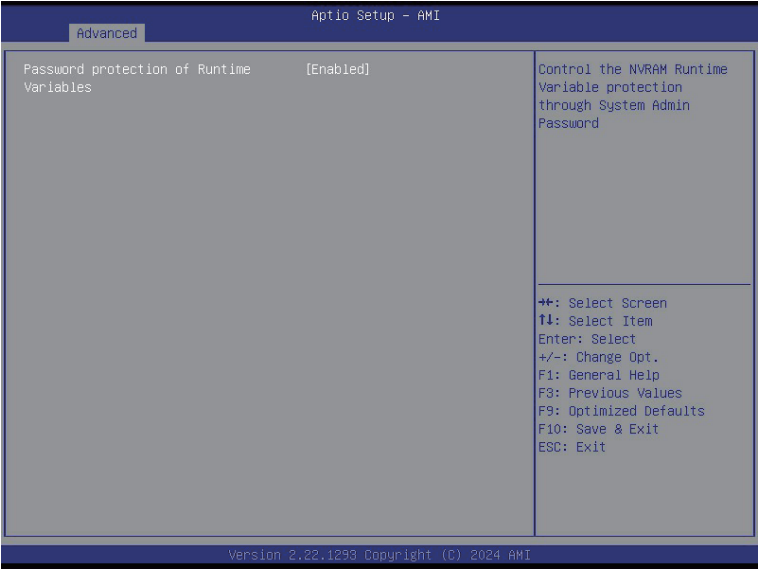 Aptio Setup – AMI
Advanced
Password protection of Runtime Variables [Enabled]
Control the NVRAM Runtime
Variable protection
through System Admin
Password
→←: Select Screen
↑↓: Select Item
Enter: Select
+/-: Change Opt.
F1: General Help
F3: Previous Values
F9: Optimized Defaults
F10: Save & Exit
ESC: Exit
Version 2.22.1293 Copyright (C) 2024 AMI